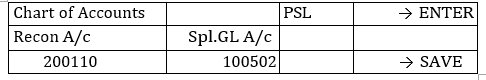 Chart of Accounts PSL → ENTER
Recon A/c Spl.GL A/c
200110 100502 → SAVE